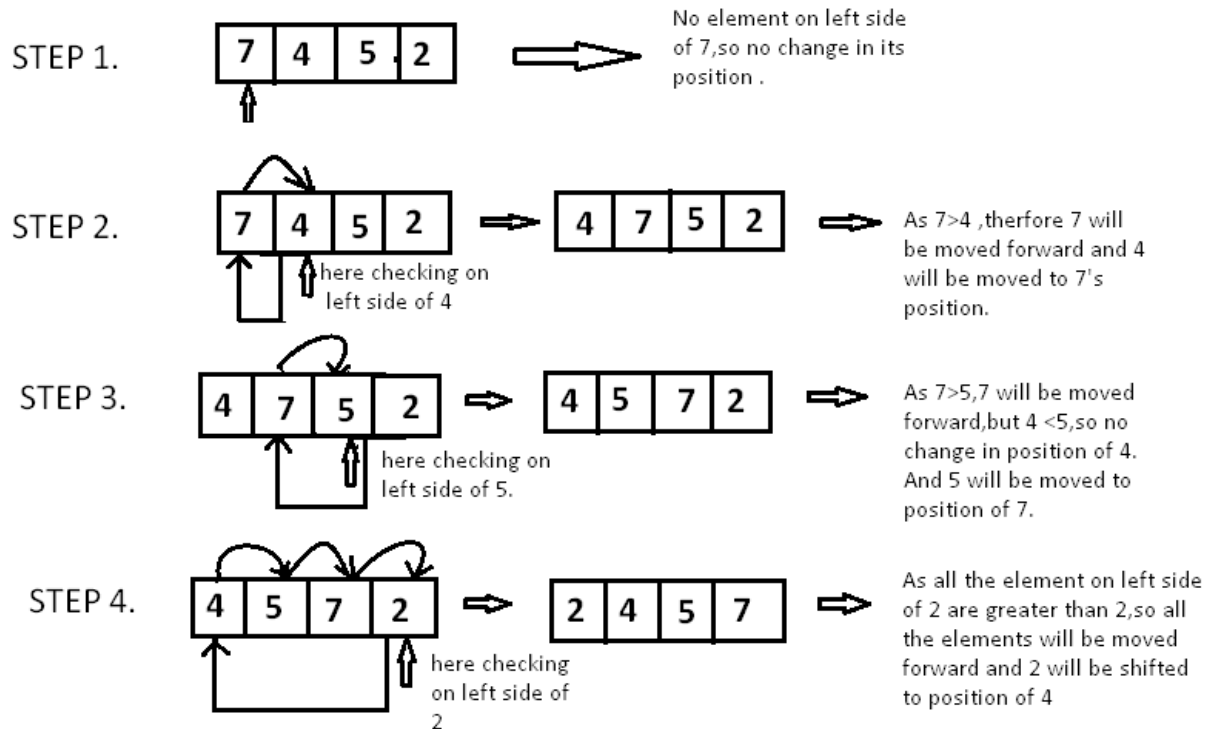 STEP 1.
7 4 5 2
No element on left side
of 7,so no change in its
position .
STEP 2.
7 4 5 2
4 7 5 2
here checking on
left side of 4
As 7>4 ,therfore 7 will
be moved forward and 4
will be moved to 7's
position.
STEP 3.
4 7 5 2
4 5 7 2
here checking on
left side of 5.
As 7>5,7 will be moved
forward,but 4 <5,so no
change in position of 4.
And 5 will be moved to
position of 7.
STEP 4.
4 5 7 2
2 4 5 7
here checking
on left side of
2
As all the element on left side
of 2 are greater than 2,so all
the elements will be moved
forward and 2 will be shifted
to position of 4